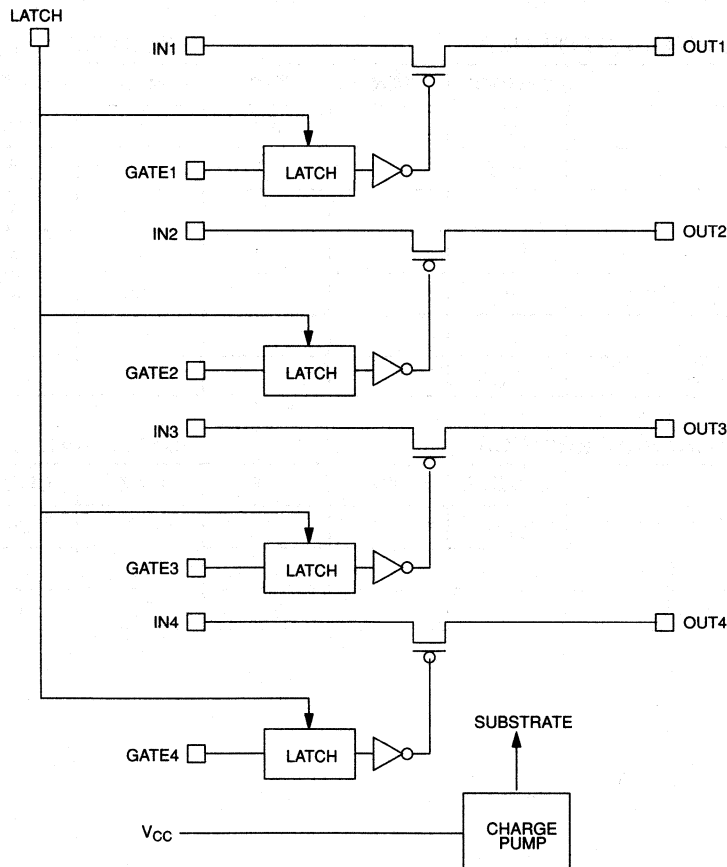 LATCH
IN1
OUT1
GATE1
LATCH
IN2
OUT2
GATE2
LATCH
IN3
OUT3
GATE3
LATCH
IN4
OUT4
GATE4
LATCH
SUBSTRATE
VCC
CHARGE
PUMP